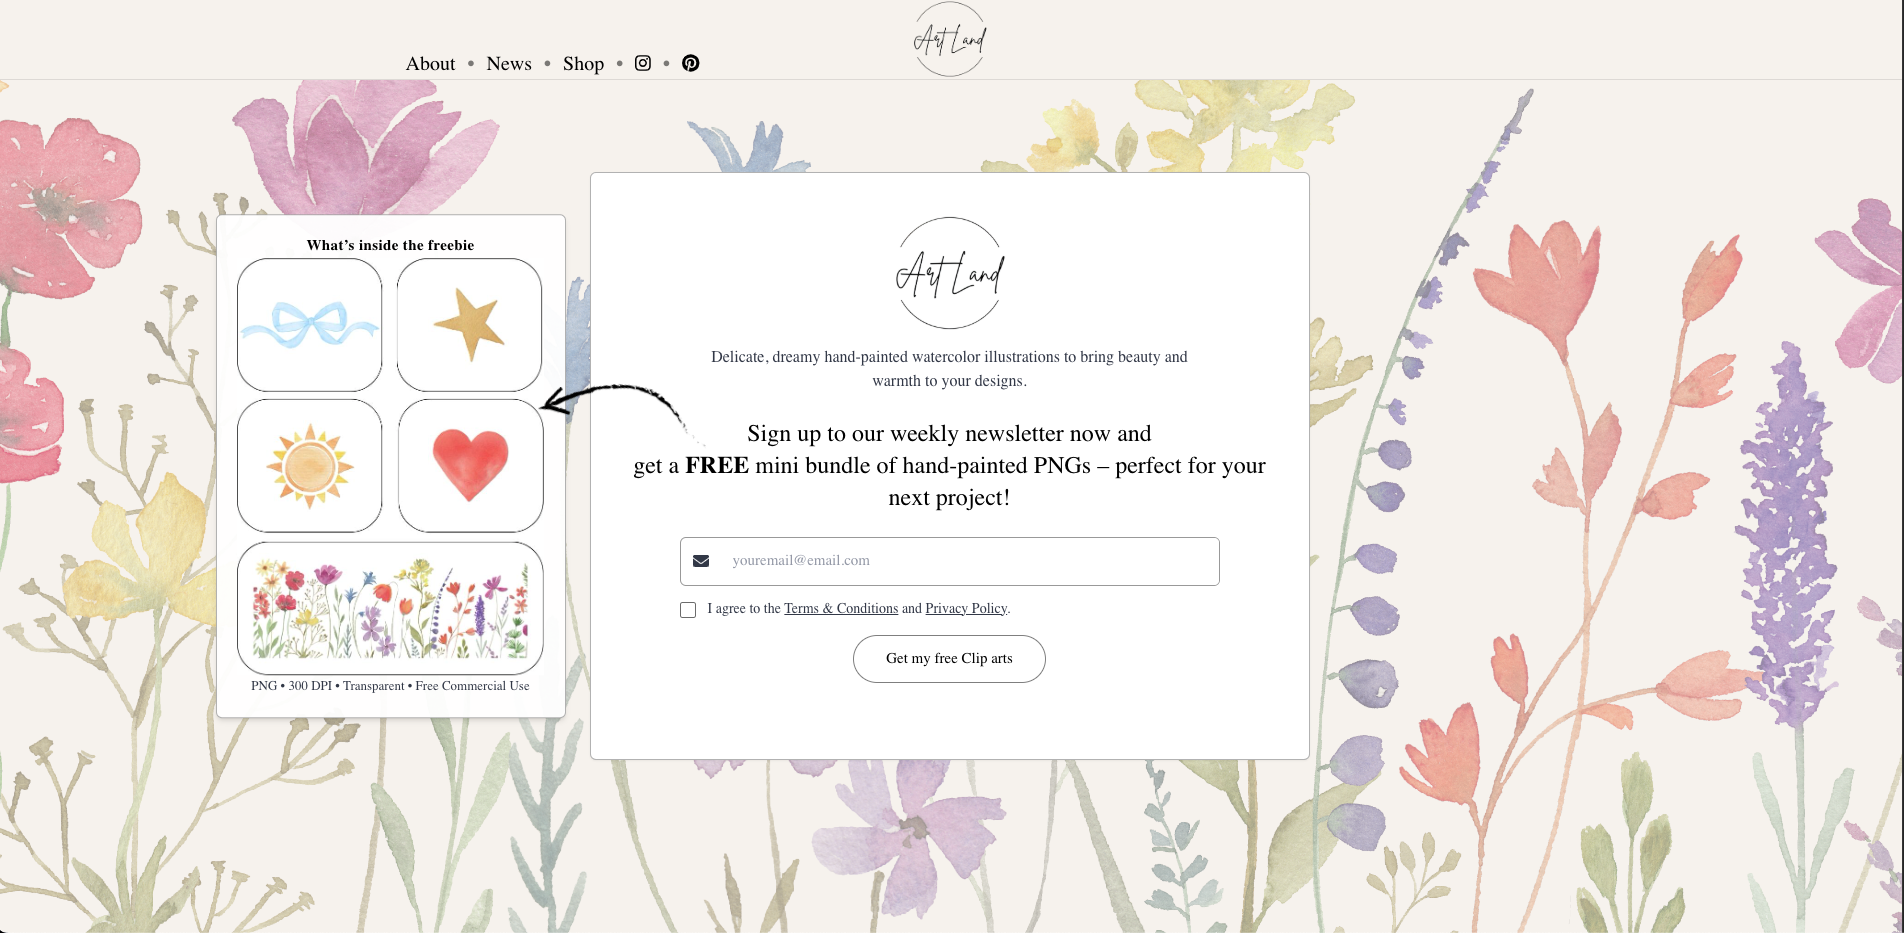 Art Land
About • News • Shop • •
What's inside the freebie
PNG • 300 DPI • Transparent • Free Commercial Use
Art Land
Delicate, dreamy hand-painted watercolor illustrations to bring beauty and
warmth to your designs.
Sign up to our weekly newsletter now and
get a FREE mini bundle of hand-painted PNGs – perfect for your
next project!
youremail@email.com
I agree to the Terms & Conditions and Privacy Policy.
Get my free Clip arts